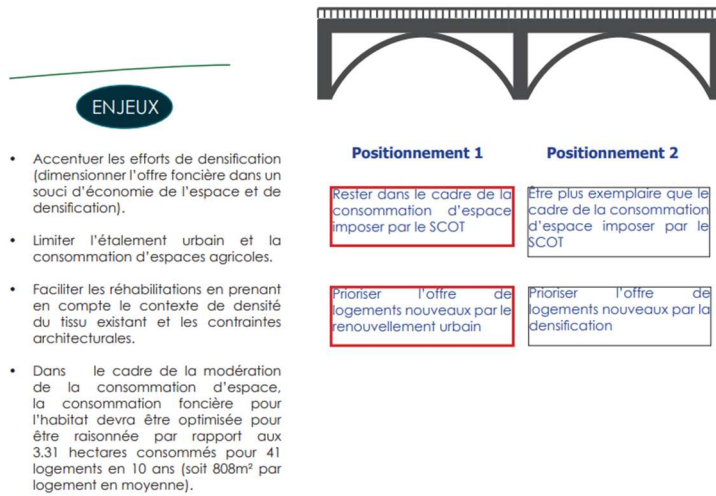 ENJEUX
• Accentuer les efforts de densification
(dimensionner l'offre foncière dans un
souci d'économie de l'espace et de
densification).
• Limiter l'étalement urbain et la
consommation d'espaces agricoles.
• Faciliter les réhabilitations en prenant
en compte le contexte de densité
du tissu existant et les contraintes
architecturales.
• Dans le cadre de la modération
de la consommation d'espace,
la consommation foncière pour
l'habitat devra être optimisée pour
être raisonnée par rapport aux
3.31 hectares consommés pour 41
logements en 10 ans (soit 808m² par
logement en moyenne).
Positionnement 1
Rester dans le cadre de la
consommation d'espace
imposer par le SCOT
Prioriser l'offre de
logements nouveaux par le
renouvellement urbain
Positionnement 2
Etre plus exemplaire que le
cadre de la consommation
d'espace imposer par le
SCOT
Prioriser l'offre de
logements nouveaux par la
densification